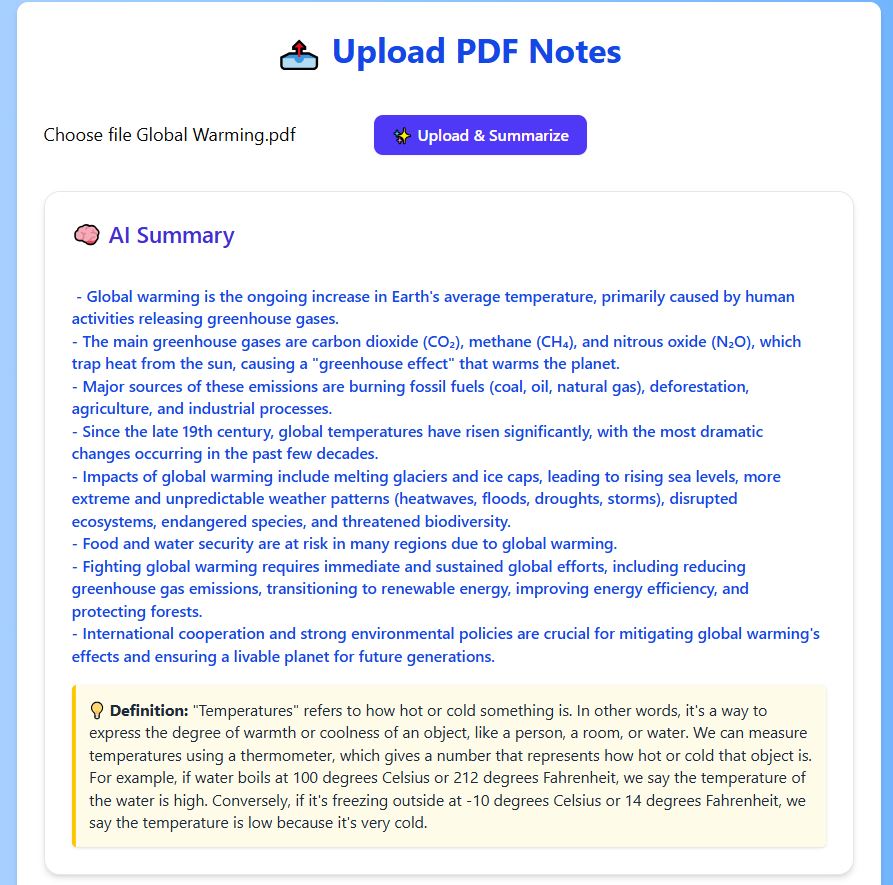 Upload PDF Notes
Choose file Global Warming.pdf
Upload & Summarize
AI Summary
- Global warming is the ongoing increase in Earth's average temperature, primarily caused by human
activities releasing greenhouse gases.
- The main greenhouse gases are carbon dioxide (CO₂), methane (CH₄), and nitrous oxide (N₂O), which
trap heat from the sun, causing a "greenhouse effect" that warms the planet.
- Major sources of these emissions are burning fossil fuels (coal, oil, natural gas), deforestation,
agriculture, and industrial processes.
- Since the late 19th century, global temperatures have risen significantly, with the most dramatic
changes occurring in the past few decades.
- Impacts of global warming include melting glaciers and ice caps, leading to rising sea levels, more
extreme and unpredictable weather patterns (heatwaves, floods, droughts, storms), disrupted
ecosystems, endangered species, and threatened biodiversity.
- Food and water security are at risk in many regions due to global warming.
- Fighting global warming requires immediate and sustained global efforts, including reducing
greenhouse gas emissions, transitioning to renewable energy, improving energy efficiency, and
protecting forests.
- International cooperation and strong environmental policies are crucial for mitigating global warming's
effects and ensuring a livable planet for future generations.
Definition: "Temperatures" refers to how hot or cold something is. In other words, it's a way to
express the degree of warmth or coolness of an object, like a person, a room, or water. We can measure
temperatures using a thermometer, which gives a number that represents how hot or cold that object is.
For example, if water boils at 100 degrees Celsius or 212 degrees Fahrenheit, we say the temperature of
the water is high. Conversely, if it's freezing outside at -10 degrees Celsius or 14 degrees Fahrenheit, we
say the temperature is low because it's very cold.